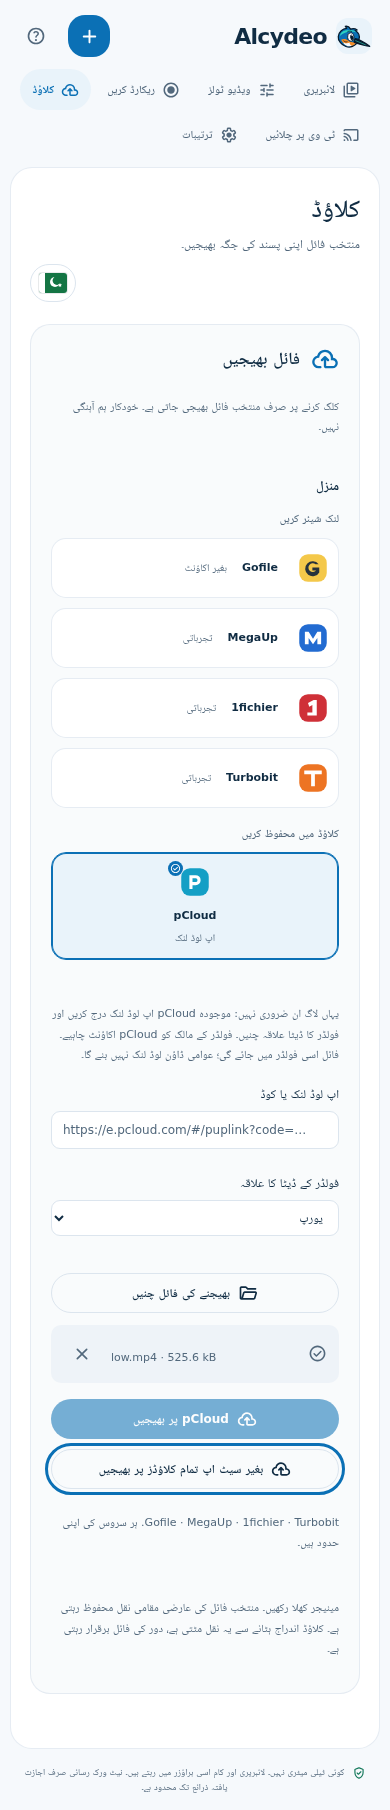 Alcydeo
لائبریری
ویڈیو ٹولز
ریکارڈ کریں
کلاؤڈ
ٹی وی پر چلائیں
ترتیبات
کلاؤڈ
منتخب فائل اپنی پسند کی جگہ بھیجیں۔
فائل بھیجیں
کلک کرنے پر صرف منتخب فائل بھیجی جاتی ہے۔ خودکار ہم آہنگی
نہیں۔
منزل
لنک شیئر کریں
Gofile بغیر اکاؤنٹ
MegaUp تجرباتی
1fichier تجرباتی
Turbobit تجرباتی
کلاؤڈ میں محفوظ کریں
pCloud
اپ لوڈ لنک
یہاں لاگ ان ضروری نہیں: موجودہ pCloud اپ لوڈ لنک درج کریں اور
فولڈر کا ڈیٹا علاقہ چنیں۔ فولڈر کے مالک کو pCloud اکاؤنٹ چاہیے۔
فائل اسی فولڈر میں جائے گی؛ عوامی ڈاؤن لوڈ لنک نہیں بنے گا۔
اپ لوڈ لنک یا کوڈ
https://e.pcloud.com/#/puplink?code=…
فولڈر کے ڈیٹا کا علاقہ
یورپ
بھیجنے کی فائل چنیں
low.mp4 · 525.6 kB
pCloud پر بھیجیں
بغیر سیٹ اپ تمام کلاؤڈز پر بھیجیں
Gofile · MegaUp · 1fichier · Turbobit. ہر سروس کی اپنی
حدود ہیں۔
مینیجر کھلا رکھیں۔ منتخب فائل کی عارضی مقامی نقل محفوظ رہتی
ہے۔ کلاؤڈ اندراج ہٹانے سے یہ نقل مٹتی ہے، دور کی فائل برقرار رہتی
ہے۔
کوئی ٹیلی میٹری نہیں۔ لائبریری اور کام اسی براؤزر میں رہتے ہیں۔ نیٹ ورک رسائی صرف اجازت
یافتہ ذرائع تک محدود ہے۔